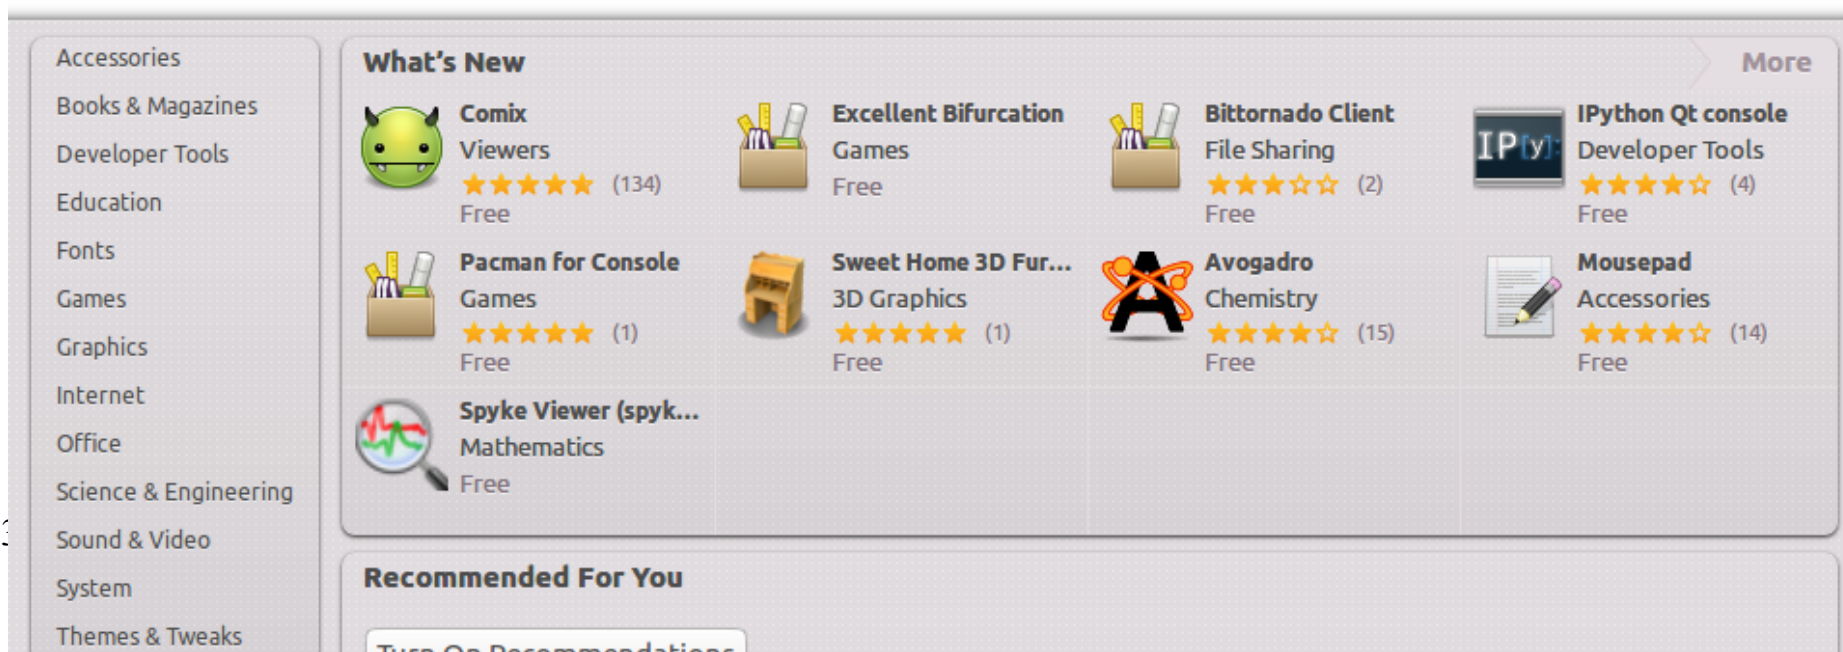 Accessories
Books & Magazines
Developer Tools
Education
Fonts
Games
Graphics
Internet
Office
Science & Engineering
Sound & Video
System
Themes & Tweaks
What's New
More
Comix
Viewers
(134)
Free
Excellent Bifurcation
Games
Free
Bittornado Client
File Sharing
(2)
Free
IPython Qt console
Developer Tools
(4)
Free
IP[y]:
Pacman for Console
Games
(1)
Free
Sweet Home 3D Fur...
3D Graphics
(1)
Free
Avogadro
Chemistry
(15)
Free
Mousepad
Accessories
(14)
Free
Spyke Viewer (spyk...
Mathematics
Free
Recommended For You
Turn On Recommendations